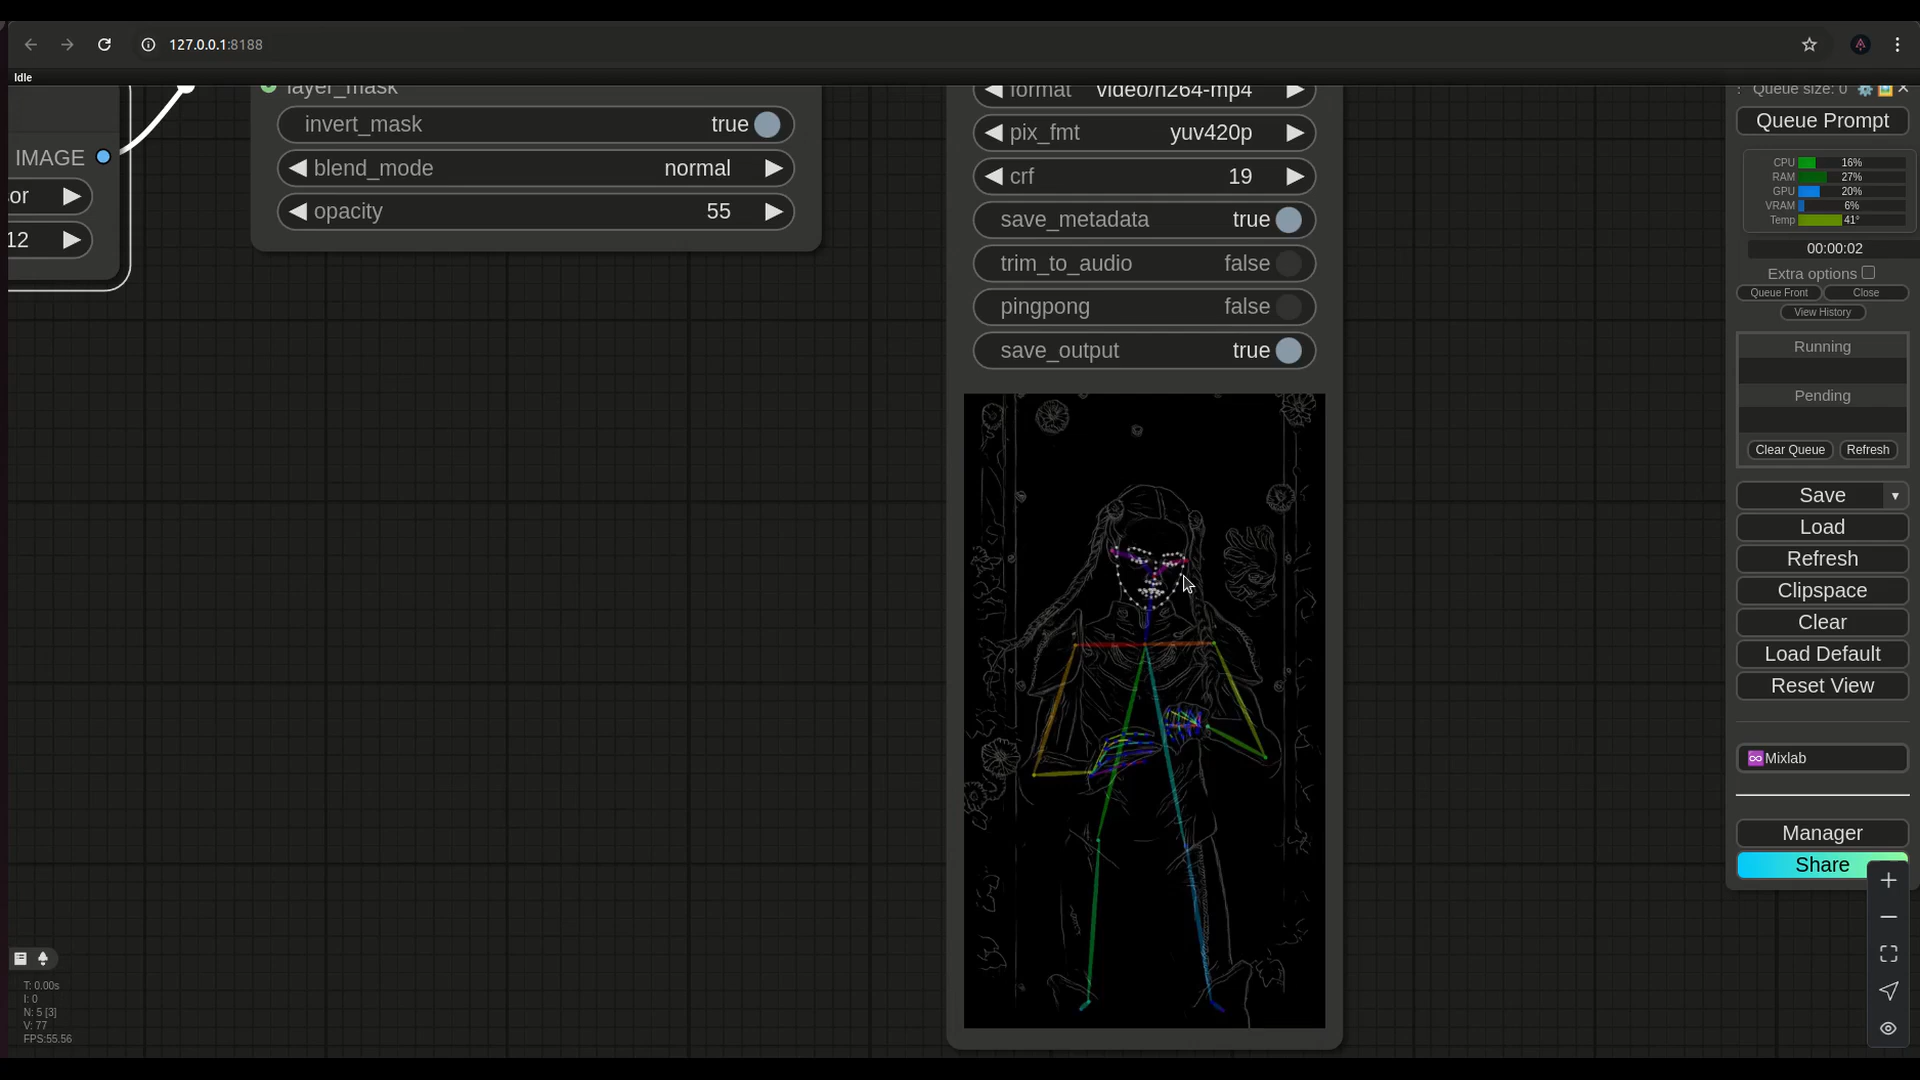 127.0.0.1:8188
Idle
layer_mask
invert_mask true
blend_mode normal
opacity 55
IMAGE
or
12
format video/h264-mp4
pix_fmt yuv420p
crf 19
save_metadata true
trim_to_audio false
pingpong false
save_output true
Queue size: 0
Queue Prompt
CPU 16%
RAM 27%
GPU 20%
VRAM 6%
Temp 41°
00:00:02
Extra options
Queue Front Close
View History
Running
Pending
Clear Queue Refresh
Save
Load
Refresh
Clipspace
Clear
Load Default
Reset View
Mixlab
Manager
Share
T: 0.00s
I: 0
N: 5 [3]
V: 77
FPS:55.56